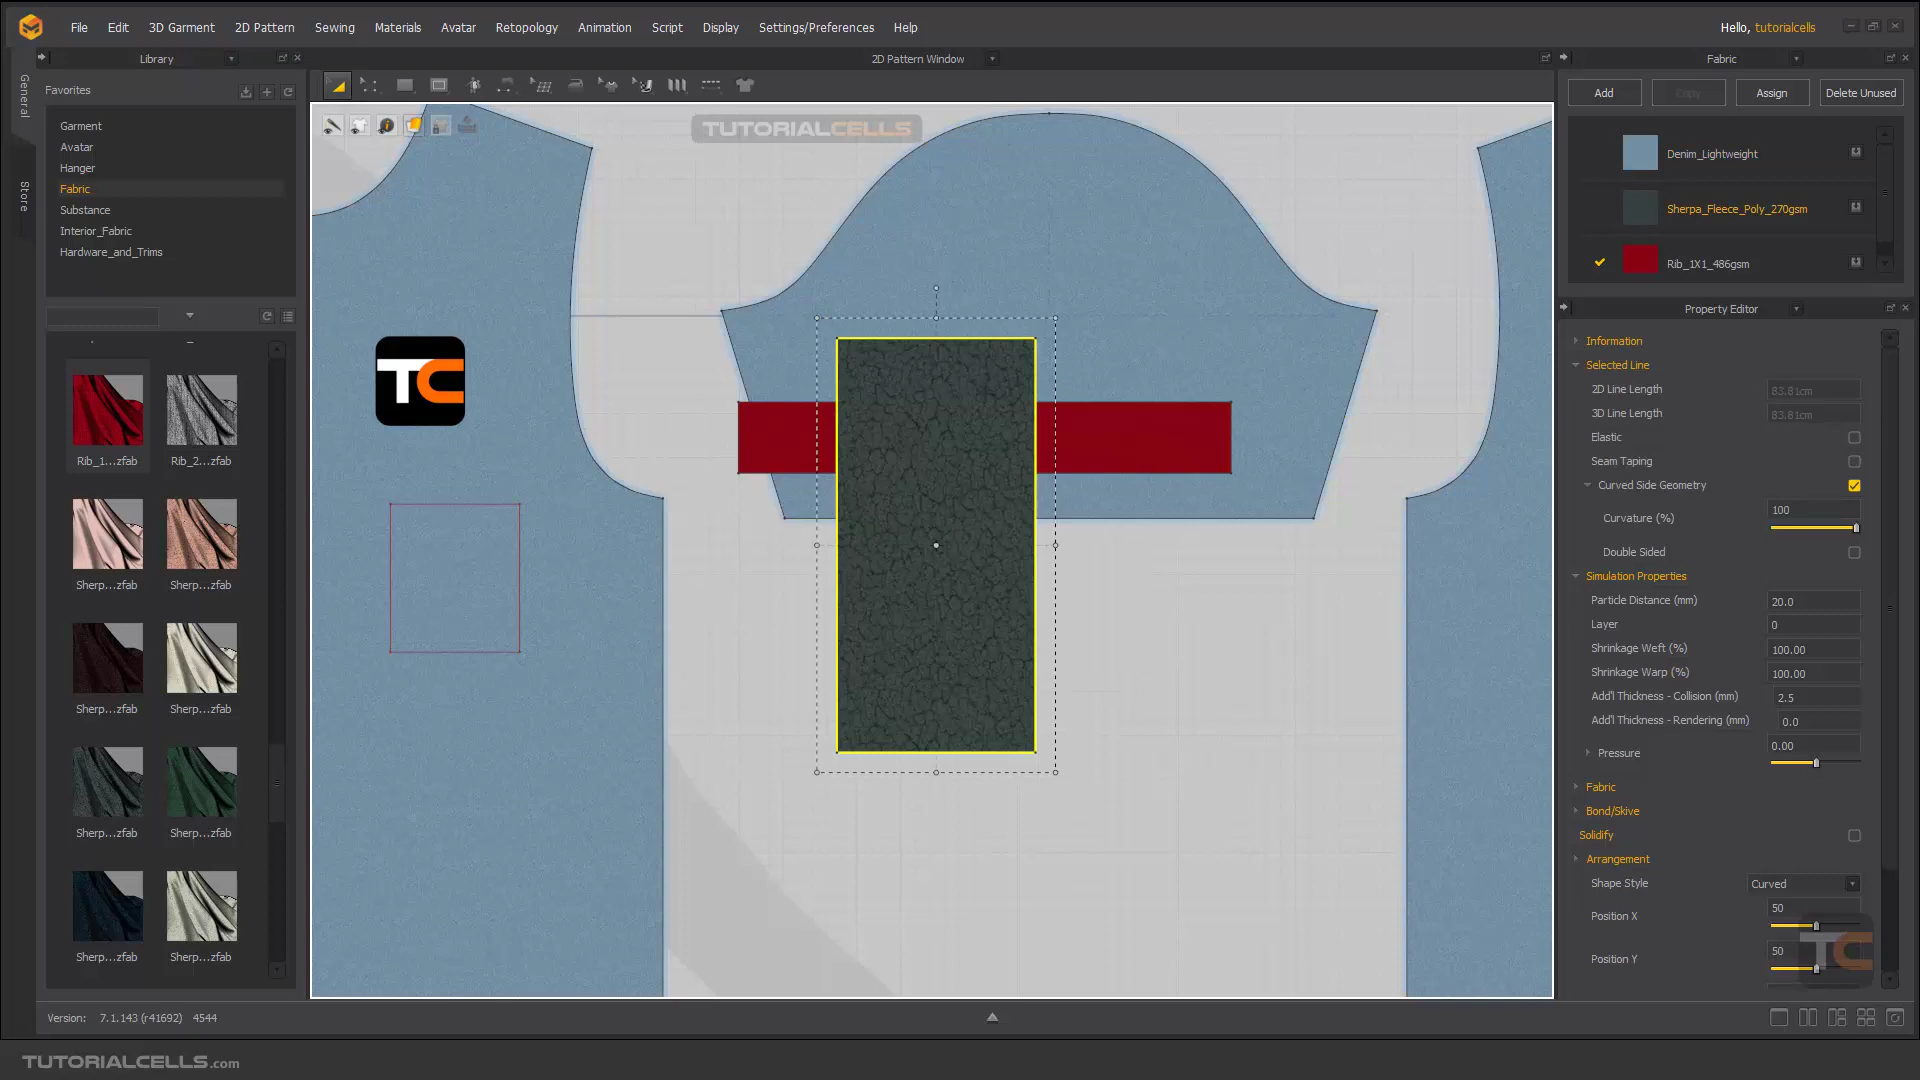 File Edit 3D Garment 2D Pattern Sewing Materials Avatar Retopology Animation Script Display Settings/Preferences Help
Hello, tutorialcells
Library
2D Pattern Window
Fabric
General
Store
Favorites
Garment
Avatar
Hanger
Fabric
Substance
Interior_Fabric
Hardware_and_Trims
Rib_1...zfab Rib_2...zfab
Sherp...zfab Sherp...zfab
Sherp...zfab Sherp...zfab
Sherp...zfab Sherp...zfab
Sherp...zfab Sherp...zfab
TUTORIALCELLS
TC
Add Copy Assign Delete Unused
Denim_Lightweight
Sherpa_Fleece_Poly_270gsm
Rib_1X1_486gsm
Property Editor
Information
Selected Line
2D Line Length 83.81cm
3D Line Length 83.81cm
Elastic
Seam Taping
Curved Side Geometry
Curvature (%) 100
Double Sided
Simulation Properties
Particle Distance (mm) 20.0
Layer 0
Shrinkage Weft (%) 100.00
Shrinkage Warp (%) 100.00
Add'l Thickness - Collision (mm) 2.5
Add'l Thickness - Rendering (mm) 0.0
Pressure 0.00
Fabric
Bond/Skive
Solidify
Arrangement
Shape Style Curved
Position X 50
Position Y 50
TC
Version: 7.1.143 (r41692) 4544
TUTORIALCELLS.com